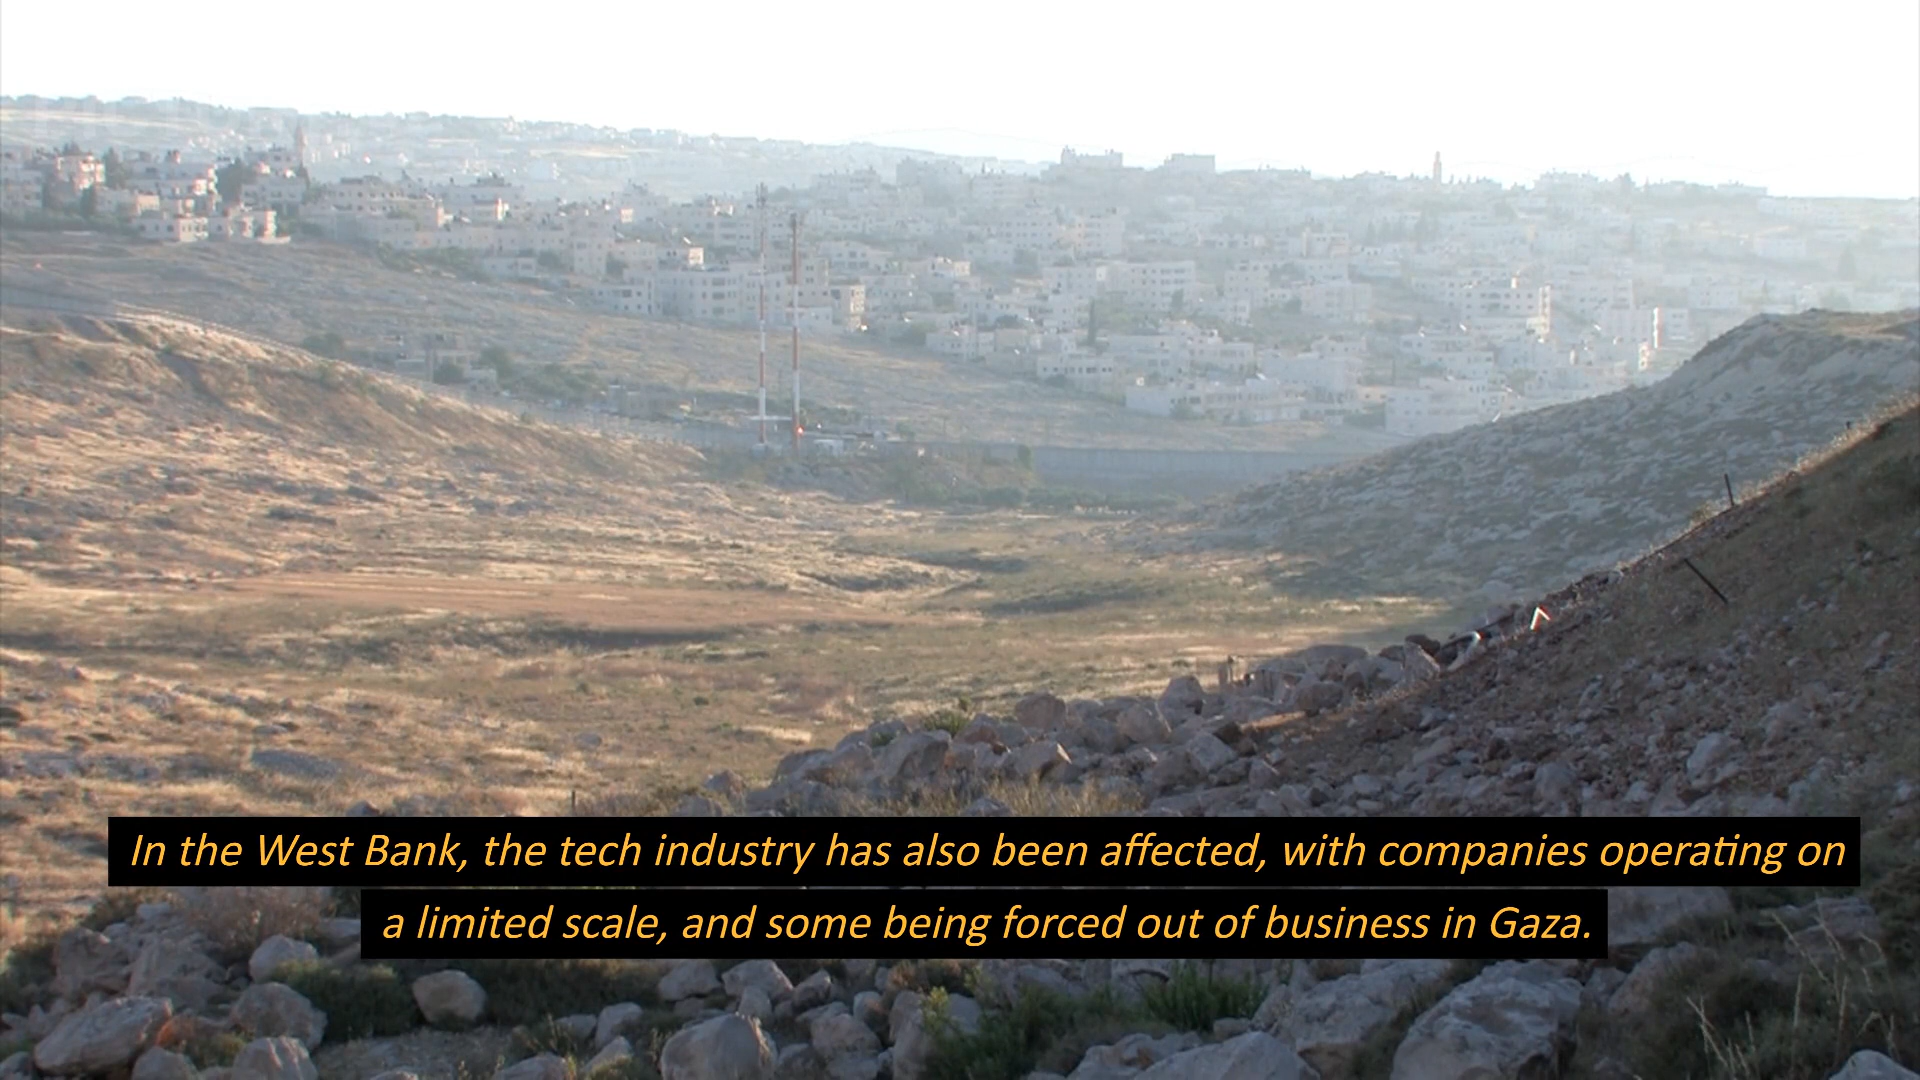 In the West Bank, the tech industry has also been affected, with companies operating on
a limited scale, and some being forced out of business in Gaza.